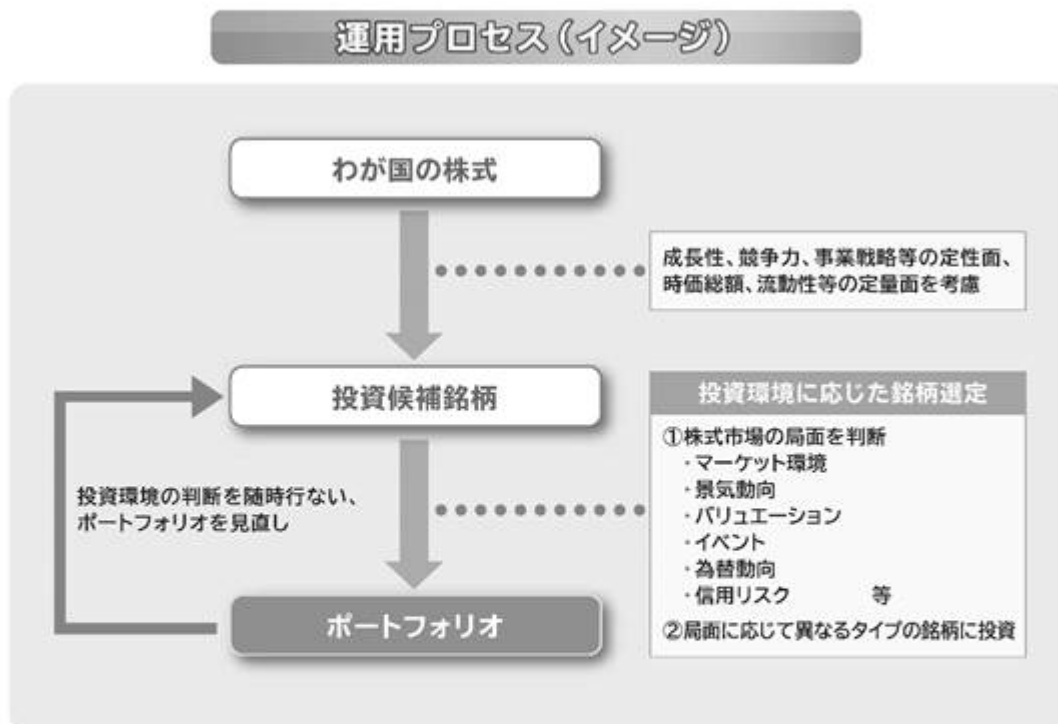 運用プロセス(イメージ)
わが国の株式
成長性、競争力、事業戦略等の定性面、
時価総額、流動性等の定量面を考慮
投資候補銘柄
投資環境に応じた銘柄選定
①株式市場の局面を判断
・マーケット環境
・景気動向
・バリュエーション
・イベント
・為替動向
・信用リスク 等
②局面に応じて異なるタイプの銘柄に投資
投資環境の判断を随時行ない、
ポートフォリオを見直し
ポートフォリオ